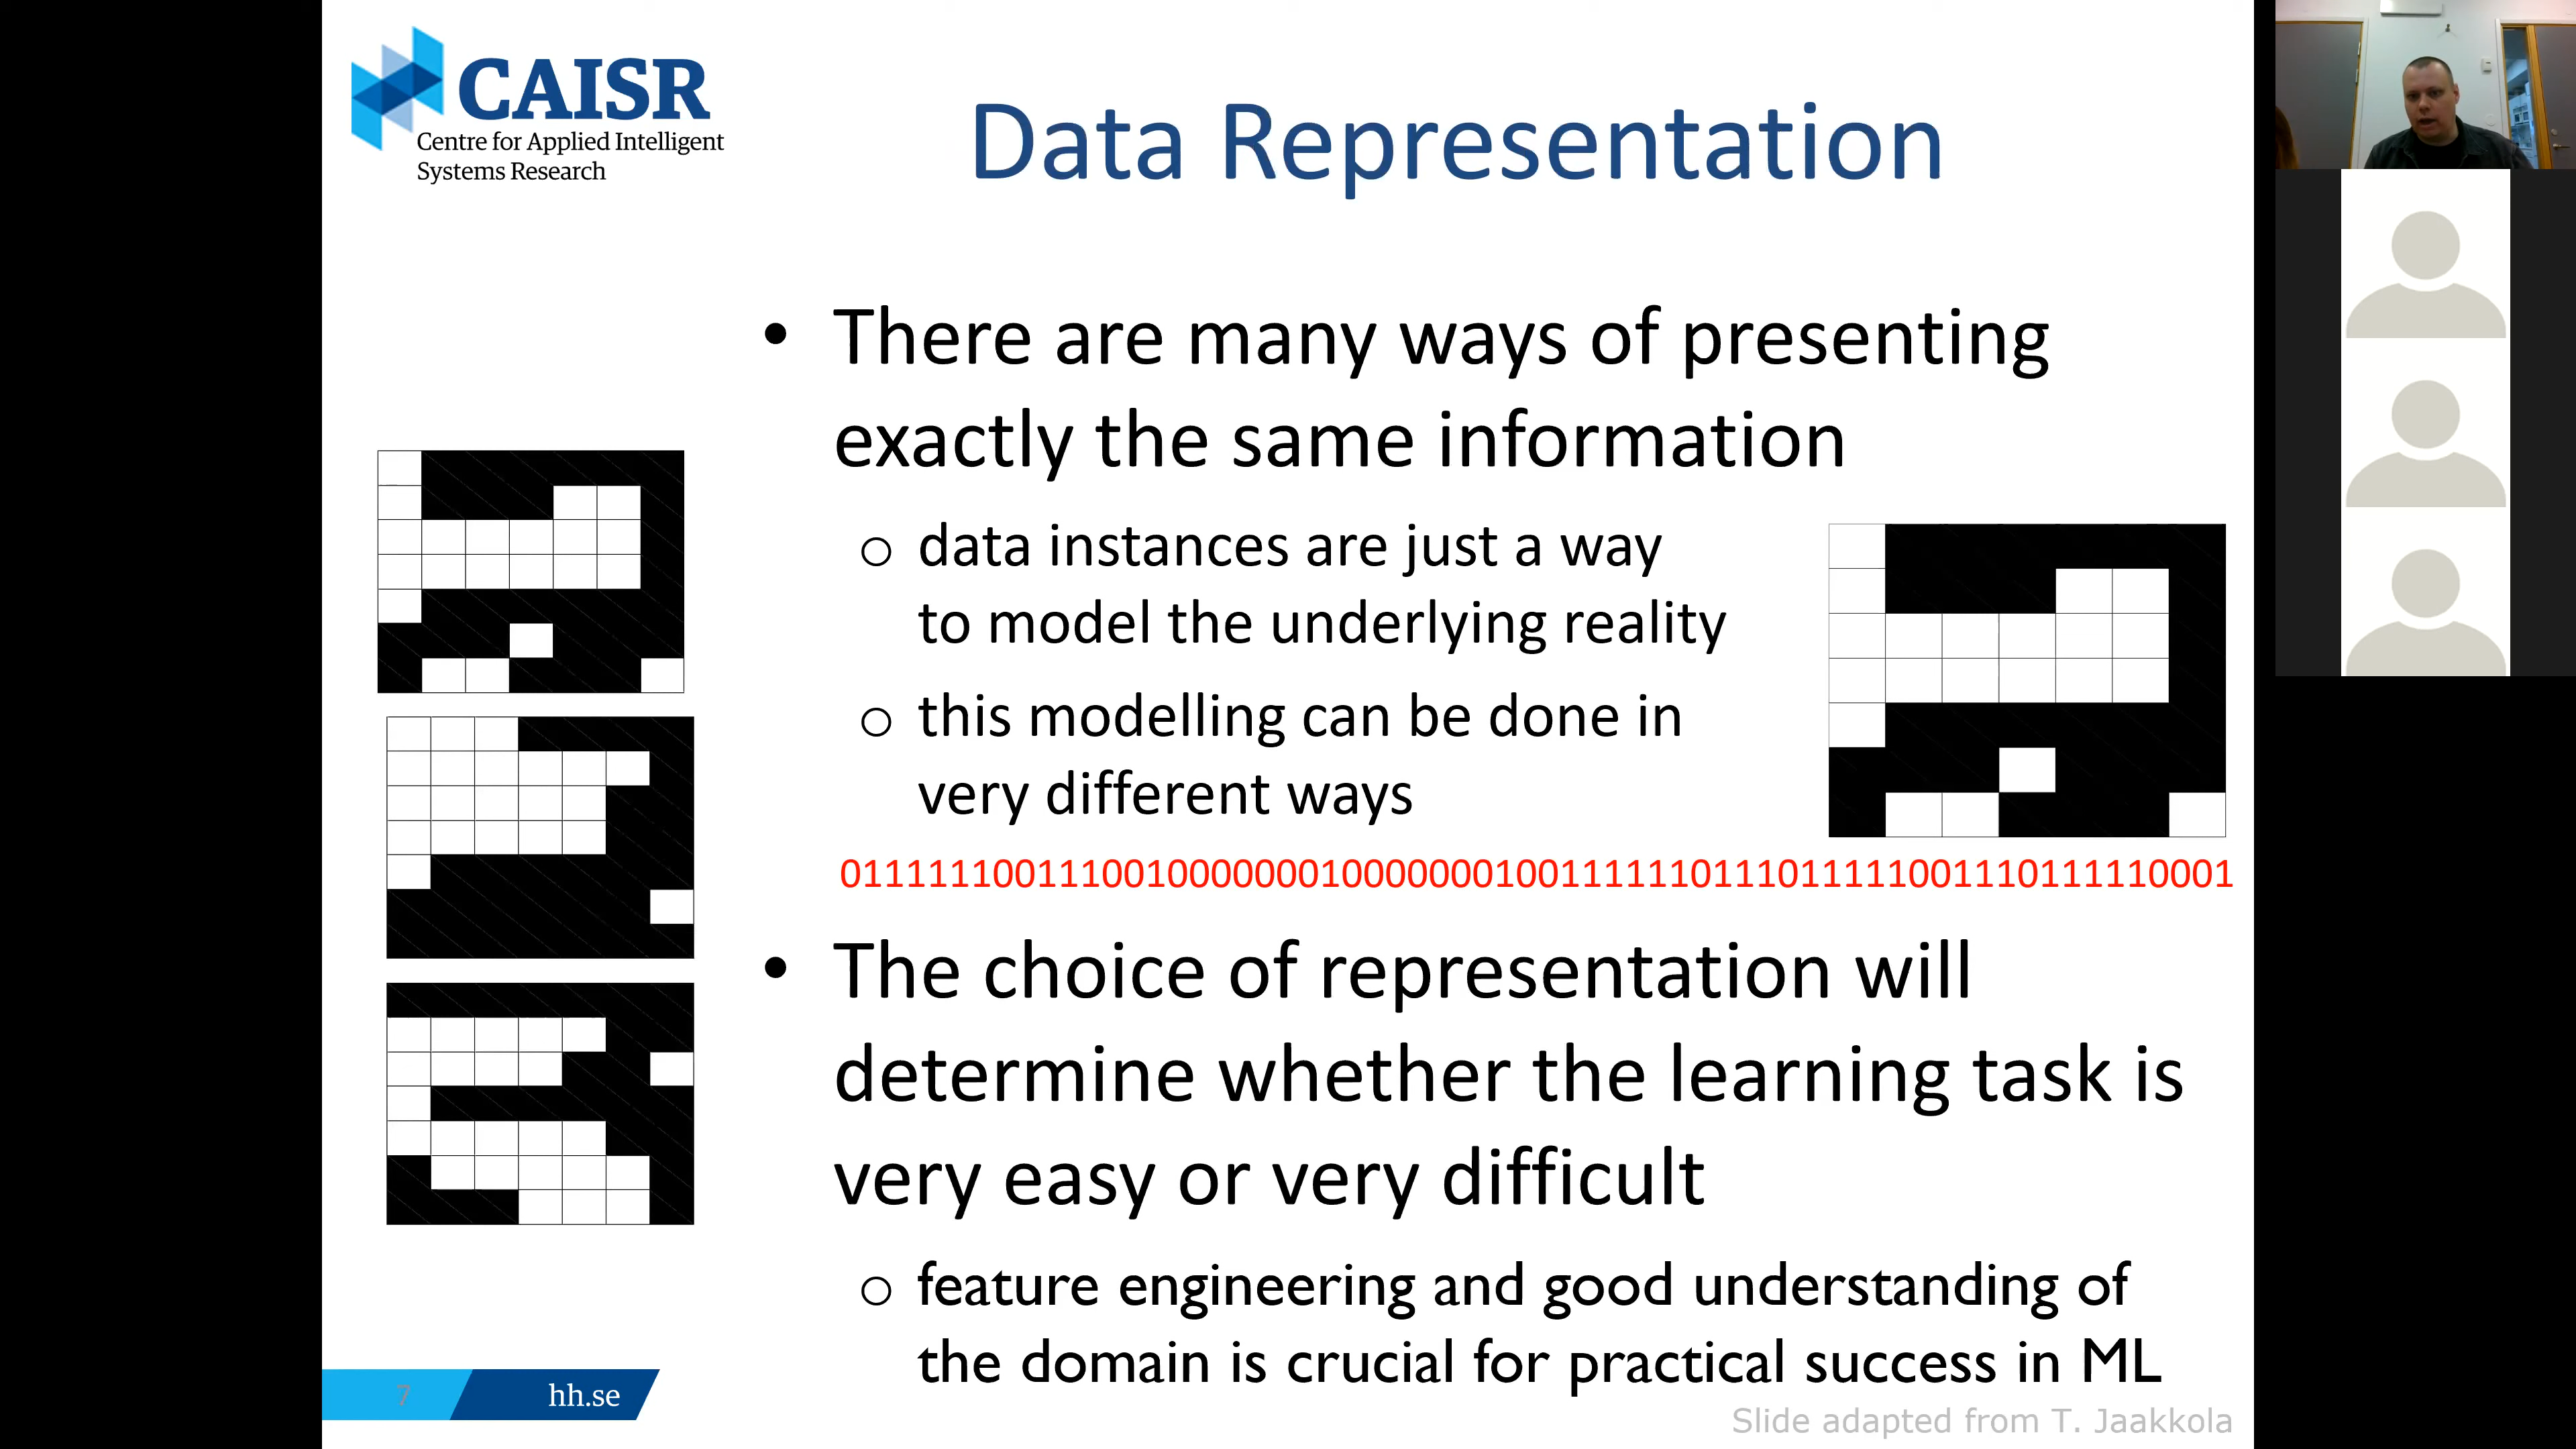 CAISR
Centre for Applied Intelligent
Systems Research
Data Representation
• There are many ways of presenting
exactly the same information
o data instances are just a way
to model the underlying reality
o this modelling can be done in
very different ways
01111111001110010000000100000001001111110111011111001110111110001
• The choice of representation will
determine whether the learning task is
very easy or very difficult
o feature engineering and good understanding of
the domain is crucial for practical success in ML
7
hh.se
Slide adapted from T. Jaakkola